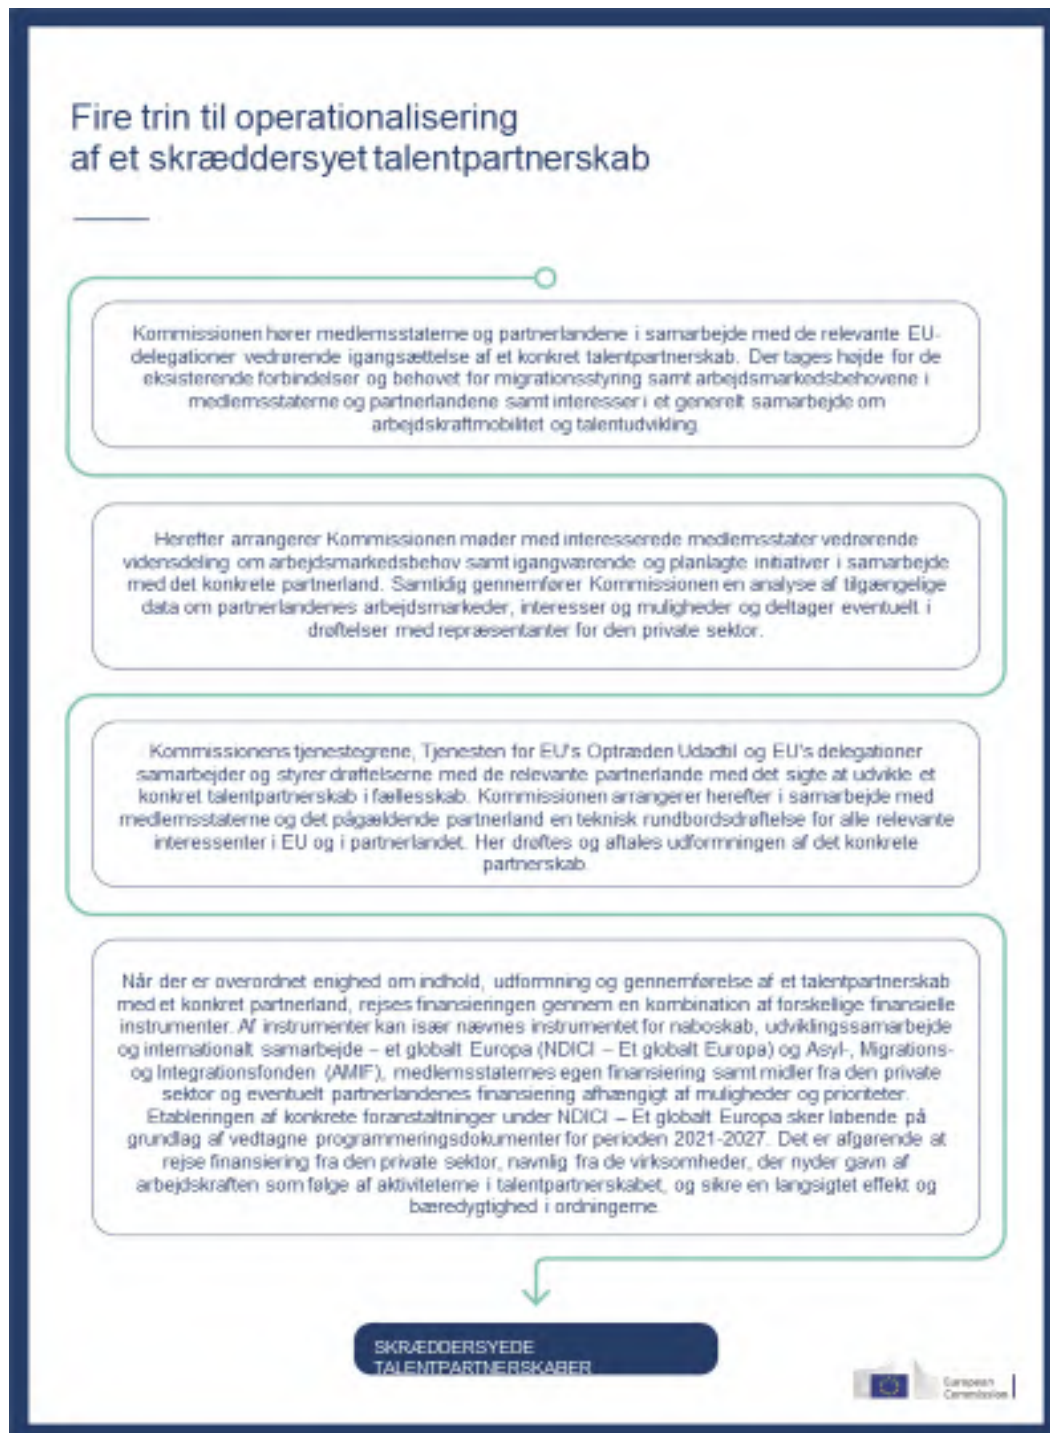 Fire trin til operationalisering
af et skræddersyet talentpartnerskab
Kommissionen hører medlemsstaterne og partnerlandene i samarbejde med de relevante EU-
delegationer vedrørende igangsættelse af et konkret talentpartnerskab. Der tages højde for de
eksisterende forbindelser og behovet for migrationsstyring samt arbejdsmarkedsbehovene i
medlemsstaterne og partnerlandene samt interesser i et generelt samarbejde om
arbejdskraftmobilitet og talentudvikling.
Herefter arrangerer Kommissionen møder med interesserede medlemsstater vedrørende
vidensdeling om arbejdsmarkedsbehov samt igangværende og planlagte initiativer i samarbejde
med det konkrete partnerland. Samtidig gennemfører Kommissionen en analyse af tilgængelige
data om partnerlandenes arbejdsmarkeder, interesser og muligheder og deltager eventuelt i
drøftelser med repræsentanter for den private sektor.
Kommissionens tjenestegrene, Tjenesten for EU's Optræden Udadtil og EU's delegationer
samarbejder og styrer drøftelserne med de relevante partnerlande med det sigte at udvikle et
konkret talentpartnerskab i fællesskab. Kommissionen arrangerer herefter i samarbejde med
medlemsstaterne og det pågældende partnerland en teknisk rundbordsdrøftelse for alle relevante
interessenter i EU og i partnerlandet. Her drøftes og aftales udformningen af det konkrete
partnerskab.
Når der er overordnet enighed om indhold, udformning og gennemførelse af et talentpartnerskab
med et konkret partnerland, rejses finansieringen gennem en kombination af forskellige finansielle
instrumenter. Af instrumenter kan især nævnes instrumentet for naboskab, udviklingssamarbejde
og internationalt samarbejde – et globalt Europa (NDICI – Et globalt Europa) og Asyl-, Migrations-
og Integrationsfonden (AMIF), medlemsstaternes egen finansiering samt midler fra den private
sektor og eventuelt partnerlandenes finansiering afhængigt af muligheder og prioriteter.
Etableringen af konkrete foranstaltninger under NDICI – Et globalt Europa sker løbende på
grundlag af vedtagne programmeringsdokumenter for perioden 2021-2027. Det er afgørende at
rejse finansiering fra den private sektor, navnlig fra de virksomheder, der nyder gavn af
arbejdskraften som følge af aktiviteterne i talentpartnerskabet, og sikre en langsigtet effekt og
bæredygtighed i ordningerne.
SKRÆDDERSYEDE
TALENTPARTNERSKABER
European
Commission